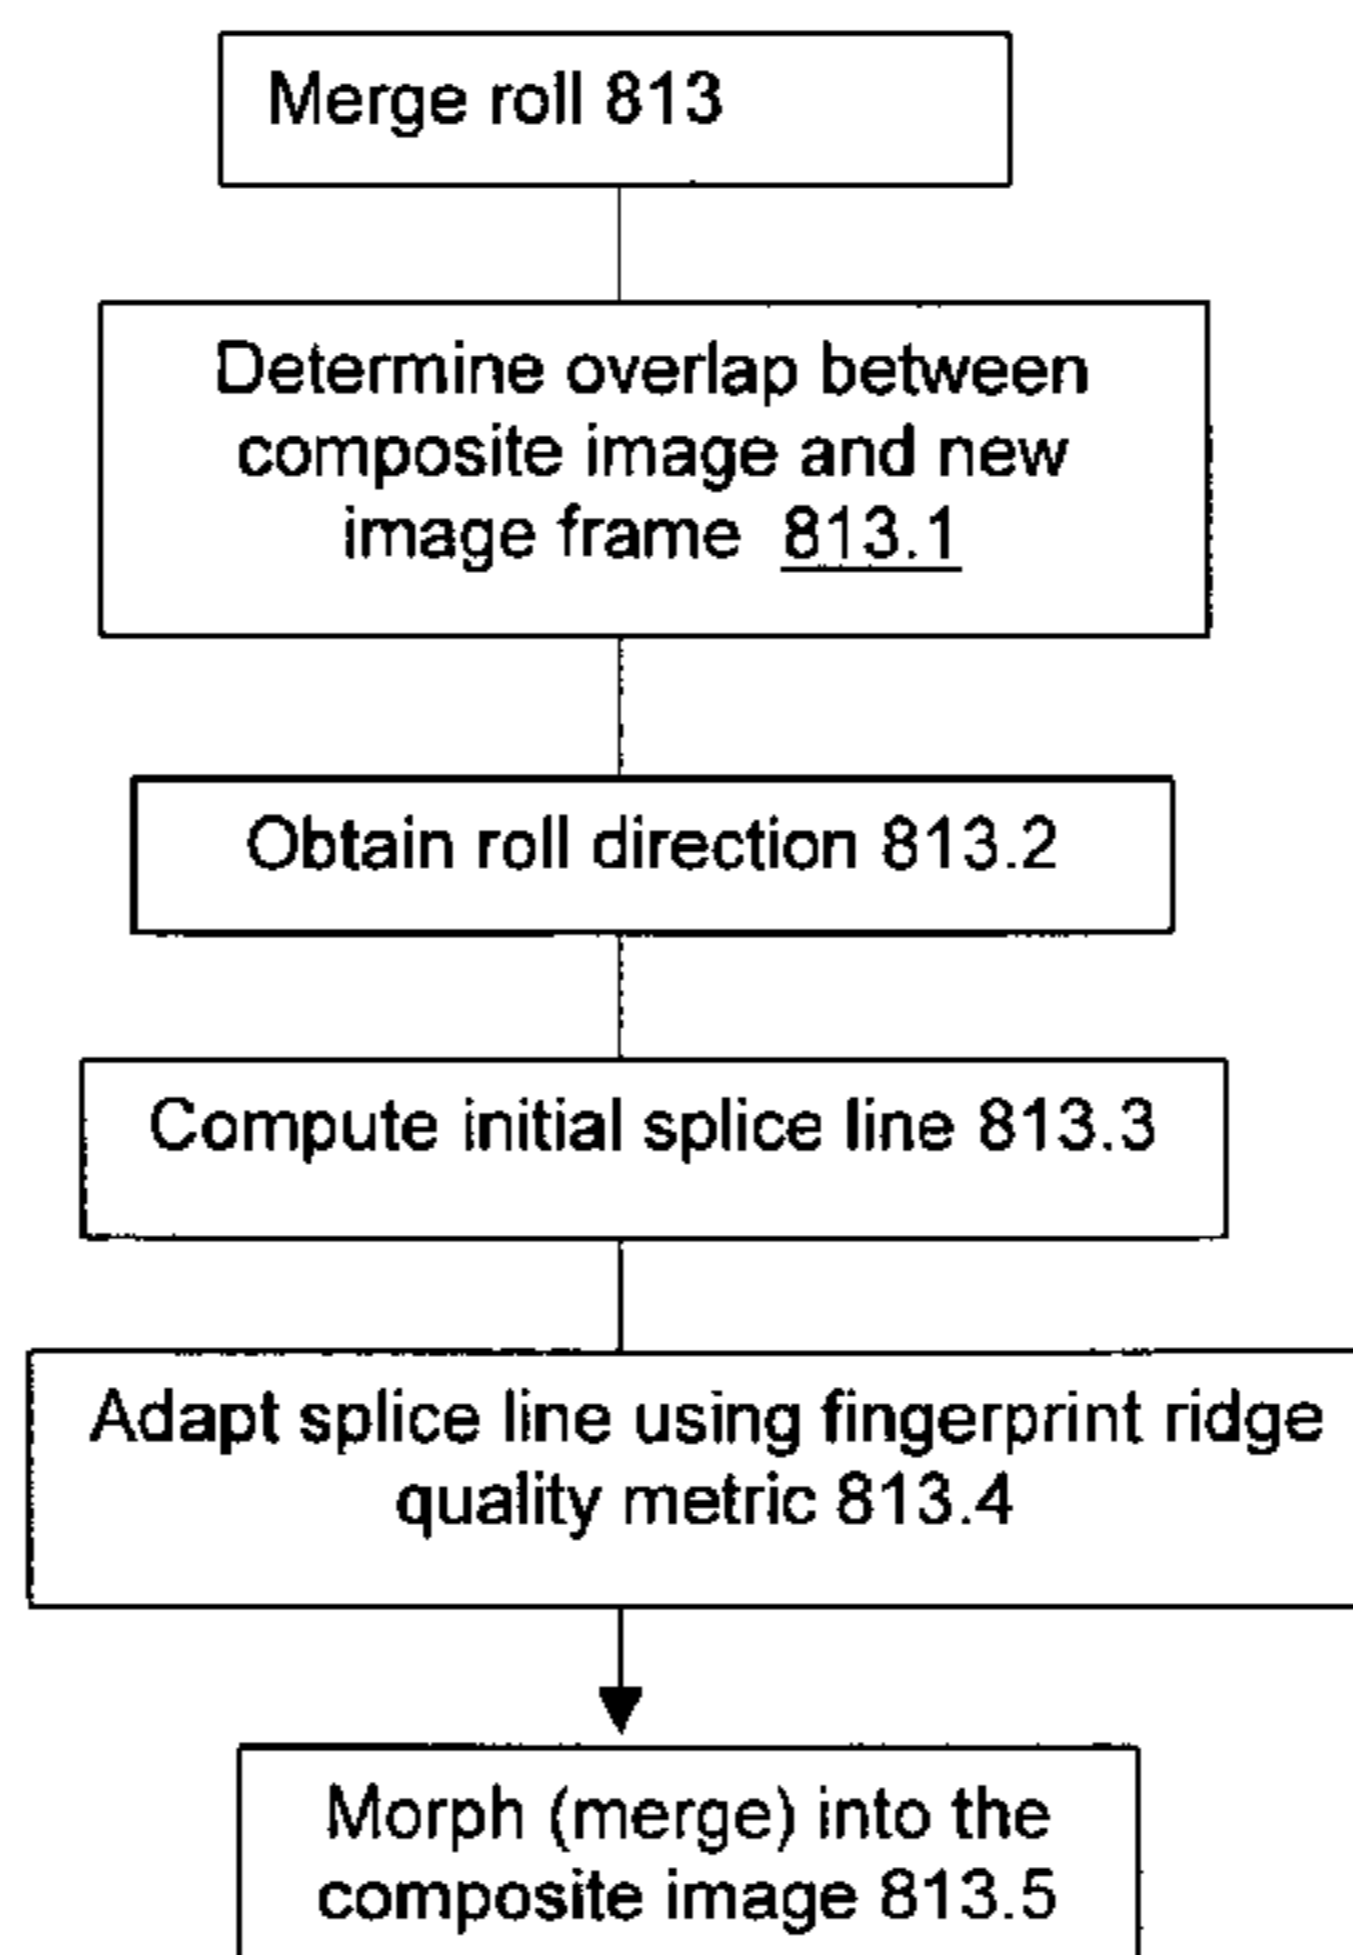 Merge roll 813
Determine overlap between
composite image and new
image frame 813.1
Obtain roll direction 813.2
Compute initial splice line 813.3
Adapt splice line using fingerprint ridge
quality metric 813.4
Morph (merge) into the
composite image 813.5